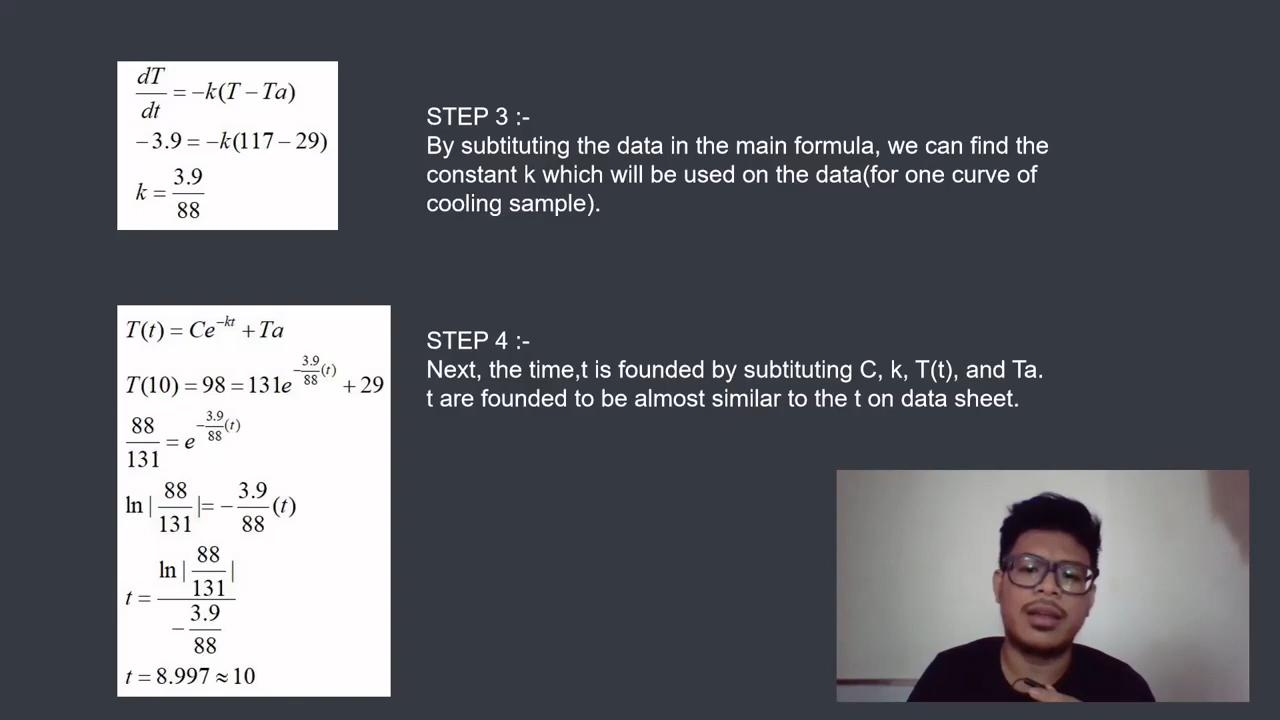 dT/dt = −k(T − Ta)
−3.9 = −k(117 − 29)
k = 3.9/88
STEP 3 :-
By subtituting the data in the main formula, we can find the
constant k which will be used on the data(for one curve of
cooling sample).
T(t) = Ce^(−kt) + Ta
T(10) = 98 = 131e^(−3.9/88 (t)) + 29
88/131 = e^(−3.9/88 (t))
ln | 88/131 | = − 3.9/88 (t)
t = ln | 88/131 | / − 3.9/88
t = 8.997 ≈ 10
STEP 4 :-
Next, the time,t is founded by subtituting C, k, T(t), and Ta.
t are founded to be almost similar to the t on data sheet.